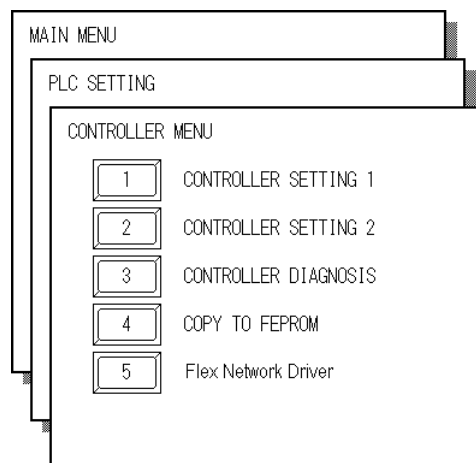 MAIN MENU
PLC SETTING
CONTROLLER MENU
1 CONTROLLER SETTING 1
2 CONTROLLER SETTING 2
3 CONTROLLER DIAGNOSIS
4 COPY TO FEPROM
5 Flex Network Driver